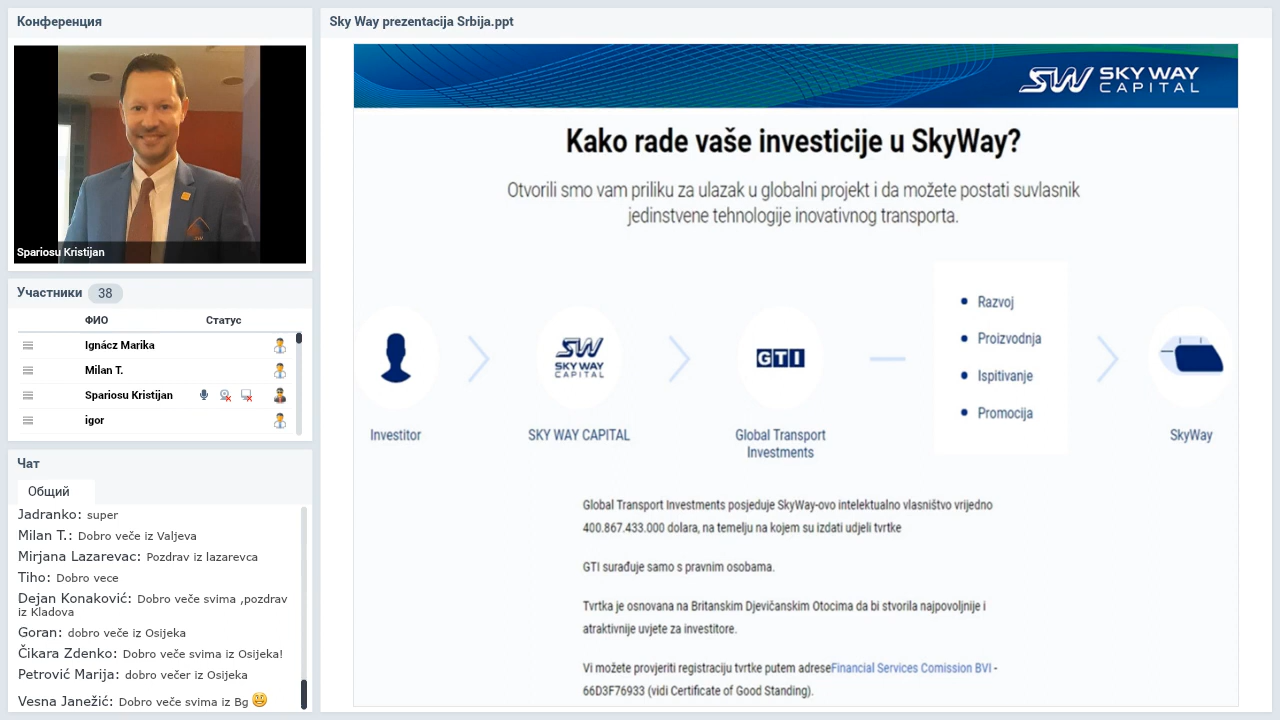 Конференция
Spariosu Kristijan
Участники 38
ФИО Статус
Ignácz Marika
Milan T.
Spariosu Kristijan
igor
Чат
Общий
Jadranko: super
Milan T.: Dobro veče iz Valjeva
Mirjana Lazarevac: Pozdrav iz lazarevca
Tiho: Dobro vece
Dejan Konaković: Dobro veče svima ,pozdrav
iz Kladova
Goran: dobro veče iz Osijeka
Čikara Zdenko: Dobro veče svima iz Osijeka!
Petrović Marija: dobro večer iz Osijeka
Vesna Janežić: Dobro veče svima iz Bg
Sky Way prezentacija Srbija.ppt
SW SKY WAY
CAPITAL
Kako rade vaše investicije u SkyWay?
Otvorili smo vam priliku za ulazak u globalni projekt i da možete postati suvlasnik
jedinstvene tehnologije inovativnog transporta.
Investitor
SW
SKY WAY
CAPITAL
SKY WAY CAPITAL
GTI
Global Transport
Investments
Razvoj
Proizvodnja
Ispitivanje
Promocija
SkyWay
Global Transport Investments posjeduje SkyWay-ovo intelektualno vlasništvo vrijedno
400.867.433.000 dolara, na temelju na kojem su izdati udjeli tvrtke
GTI surađuje samo s pravnim osobama.
Tvrtka je osnovana na Britanskim Djevičanskim Otocima da bi stvorila najpovoljnije i
atraktivnije uvjete za investitore.
Vi možete provjeriti registraciju tvrtke putem adreseFinancial Services Comission BVI -
66D3F76933 (vidi Certificate of Good Standing).